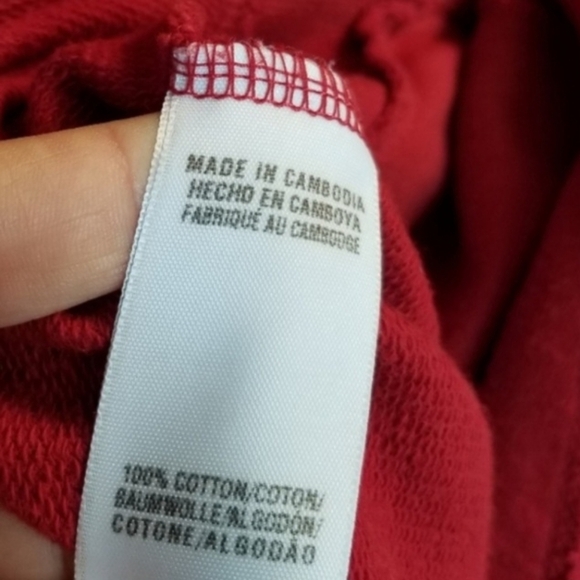 MADE IN CAMBODIA
HECHO EN CAMBOYA
FABRIQUÉ AU CAMBODGE
100% COTTON/COTON/
BAUMWOLLE/ALGODÓN/
COTONE/ALGODÃO